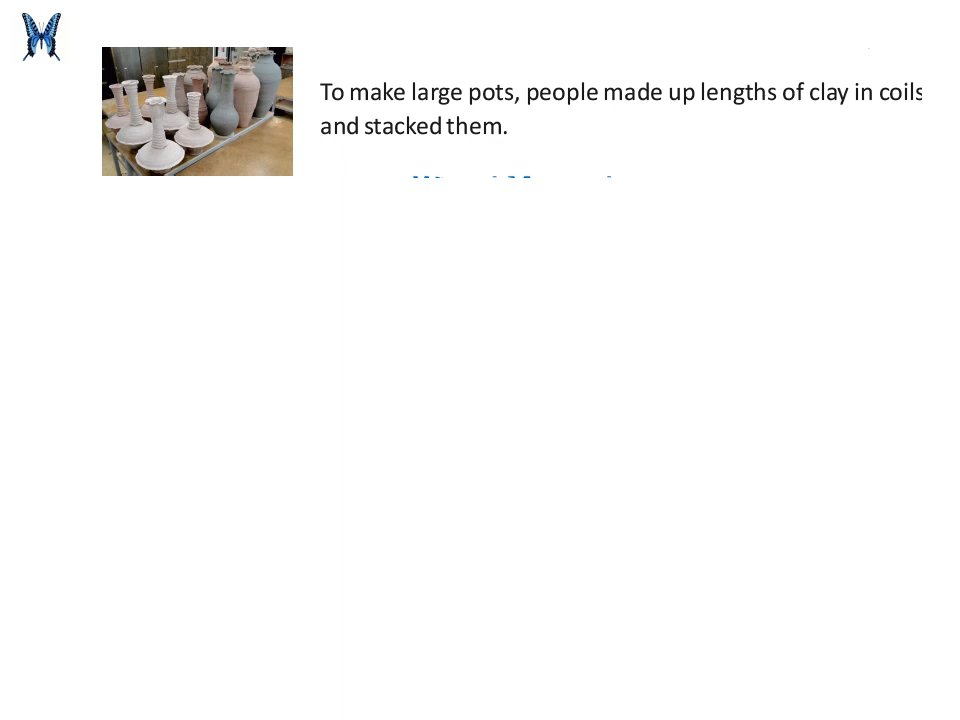 To make large pots, people made up lengths of clay in coils
and stacked them.